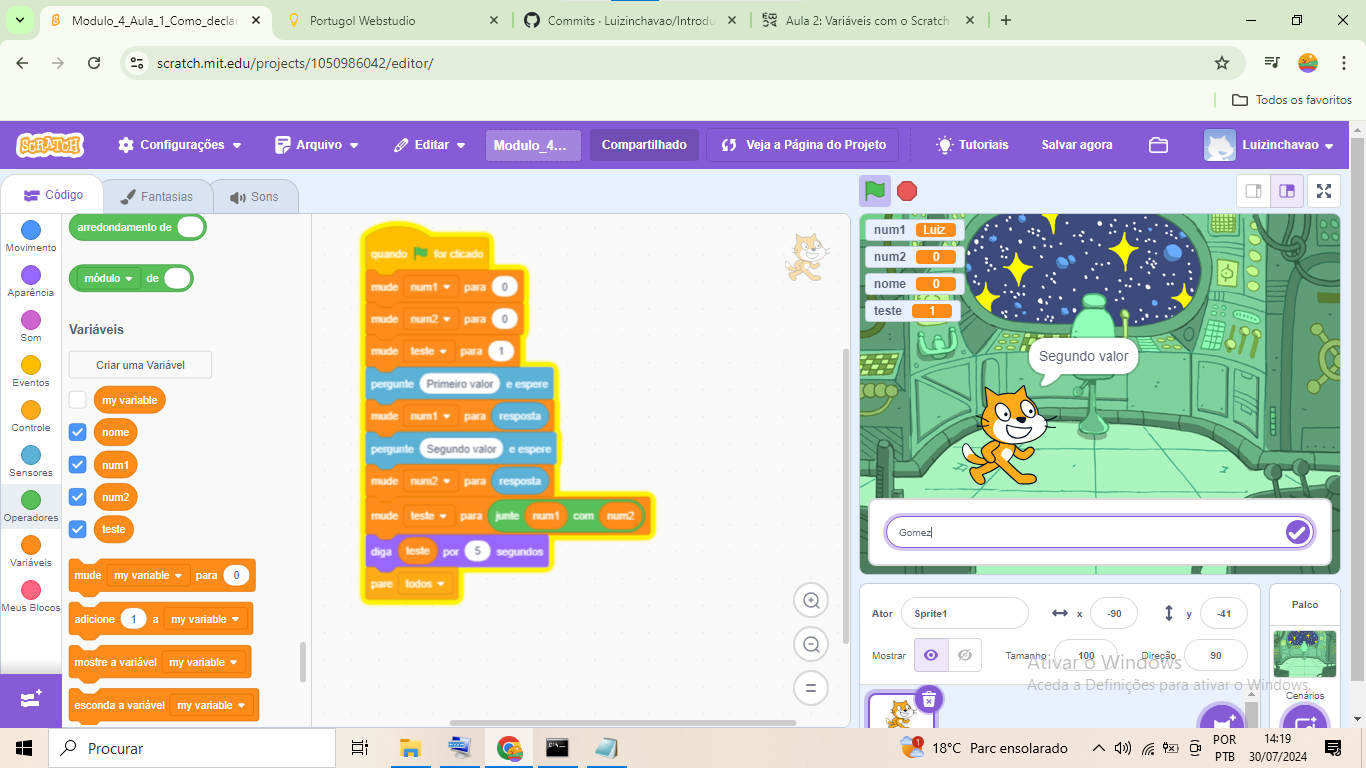 Modulo_4_Aula_1_Como_declar
Portugol Webstudio
Commits · Luizinchavao/Introdu
Aula 2: Variáveis com o Scratch
scratch.mit.edu/projects/1050986042/editor/
Todos os favoritos
SCRATCH
Configurações
Arquivo
Editar
Modulo_4...
Compartilhado
Veja a Página do Projeto
Tutoriais
Salvar agora
Luizinchavao
Código
Fantasias
Sons
Movimento
Aparência
Som
Eventos
Controle
Sensores
Operadores
Variáveis
Meus Blocos
arredondamento de
módulo de
Variáveis
Criar uma Variável
my variable
nome
num1
num2
teste
mude my variable para 0
adicione 1 a my variable
mostre a variável my variable
esconda a variável my variable
quando for clicado
mude num1 para 0
mude num2 para 0
mude teste para 1
pergunte Primeiro valor e espere
mude num1 para resposta
pergunte Segundo valor e espere
mude num2 para resposta
mude teste para junte num1 com num2
diga teste por 5 segundos
pare todos
num1 Luiz
num2 0
nome 0
teste 1
Segundo valor
Gomez
Ator Sprite1 x -90 y -41
Mostrar Tamanho 100 Direção 90
Palco
Cenários
Ativar o Windows
Aceda a Definições para ativar o Windows.
Procurar
1
18°C Parc ensolarado
POR
PTB
14:19
30/07/2024